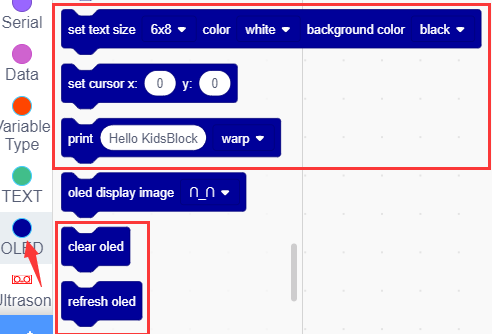 Serial
Data
Variable
Type
TEXT
OLED
Ultrason
set text size 6x8 color white background color black
set cursor x: 0 y: 0
print Hello KidsBlock warp
oled display image ᑎ_ᑎ
clear oled
refresh oled